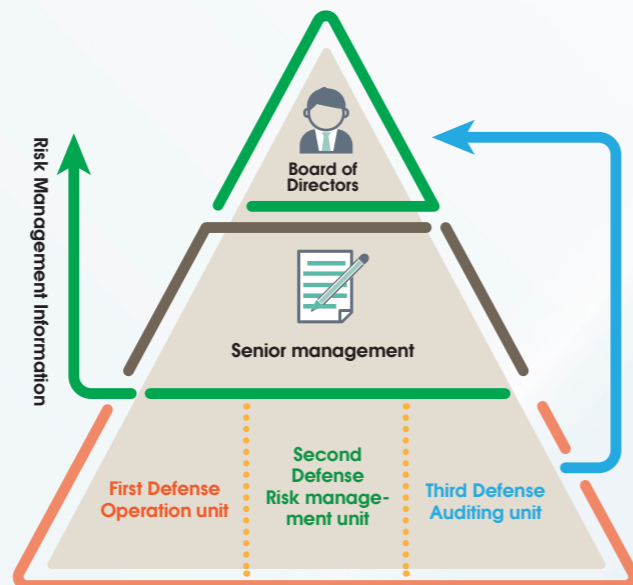 Board of
Directors
Risk Management Information
Senior management
First Defense
Operation unit
Second
Defense
Risk manage-
ment unit
Third Defense
Auditing unit